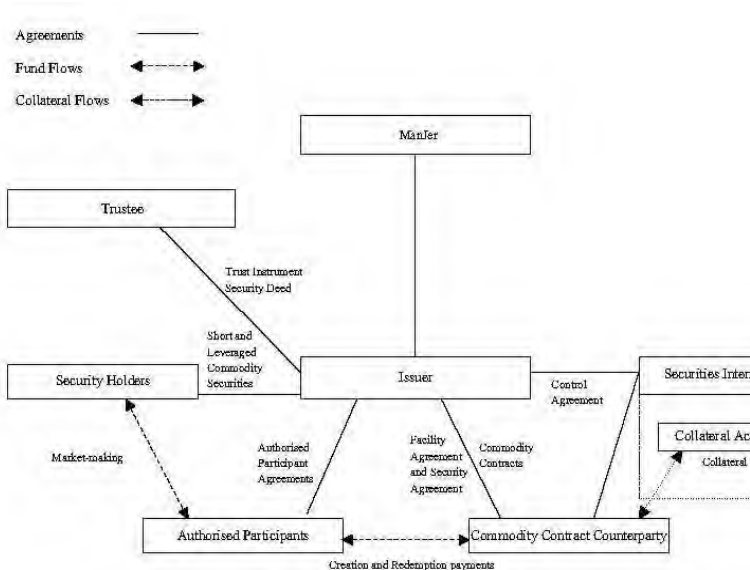 Agreements
Fund Flows
Collateral Flows
ManJer
Trustee
Trust Instrument
Security Deed
Short and
Leveraged
Commodity
Securities
Security Holders
Issuer
Control
Agreement
Securities
Collateral
Collateral
Market-making
Authorised
Participant
Agreements
Facility
Agreement
and Security
Agreement
Commodity
Contracts
Authorised Participants
Commodity Contract Counterparty
Creation and Redemption payments